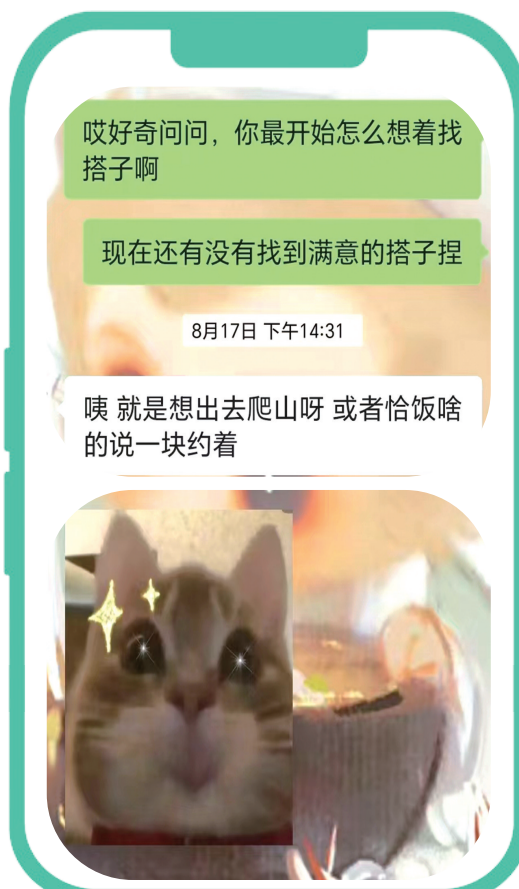 哎好奇问问，你最开始怎么想着找
搭子啊
现在还有没有找到满意的搭子捏
8月17日 下午14:31
咦 就是想出去爬山呀 或者恰饭啥
的说一块约着